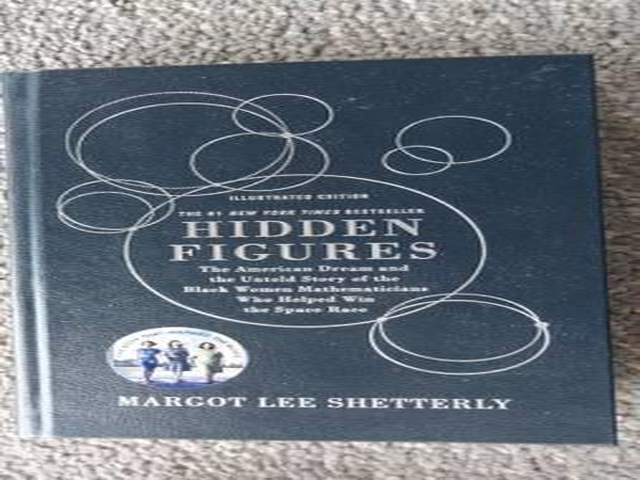 ILLUSTRATED EDITION
THE #1 NEW YORK TIMES BESTSELLER
HIDDEN
FIGURES
The American Dream and
the Untold Story of the
Black Women Mathematicians
Who Helped Win
the Space Race
MARGOT LEE SHETTERLY